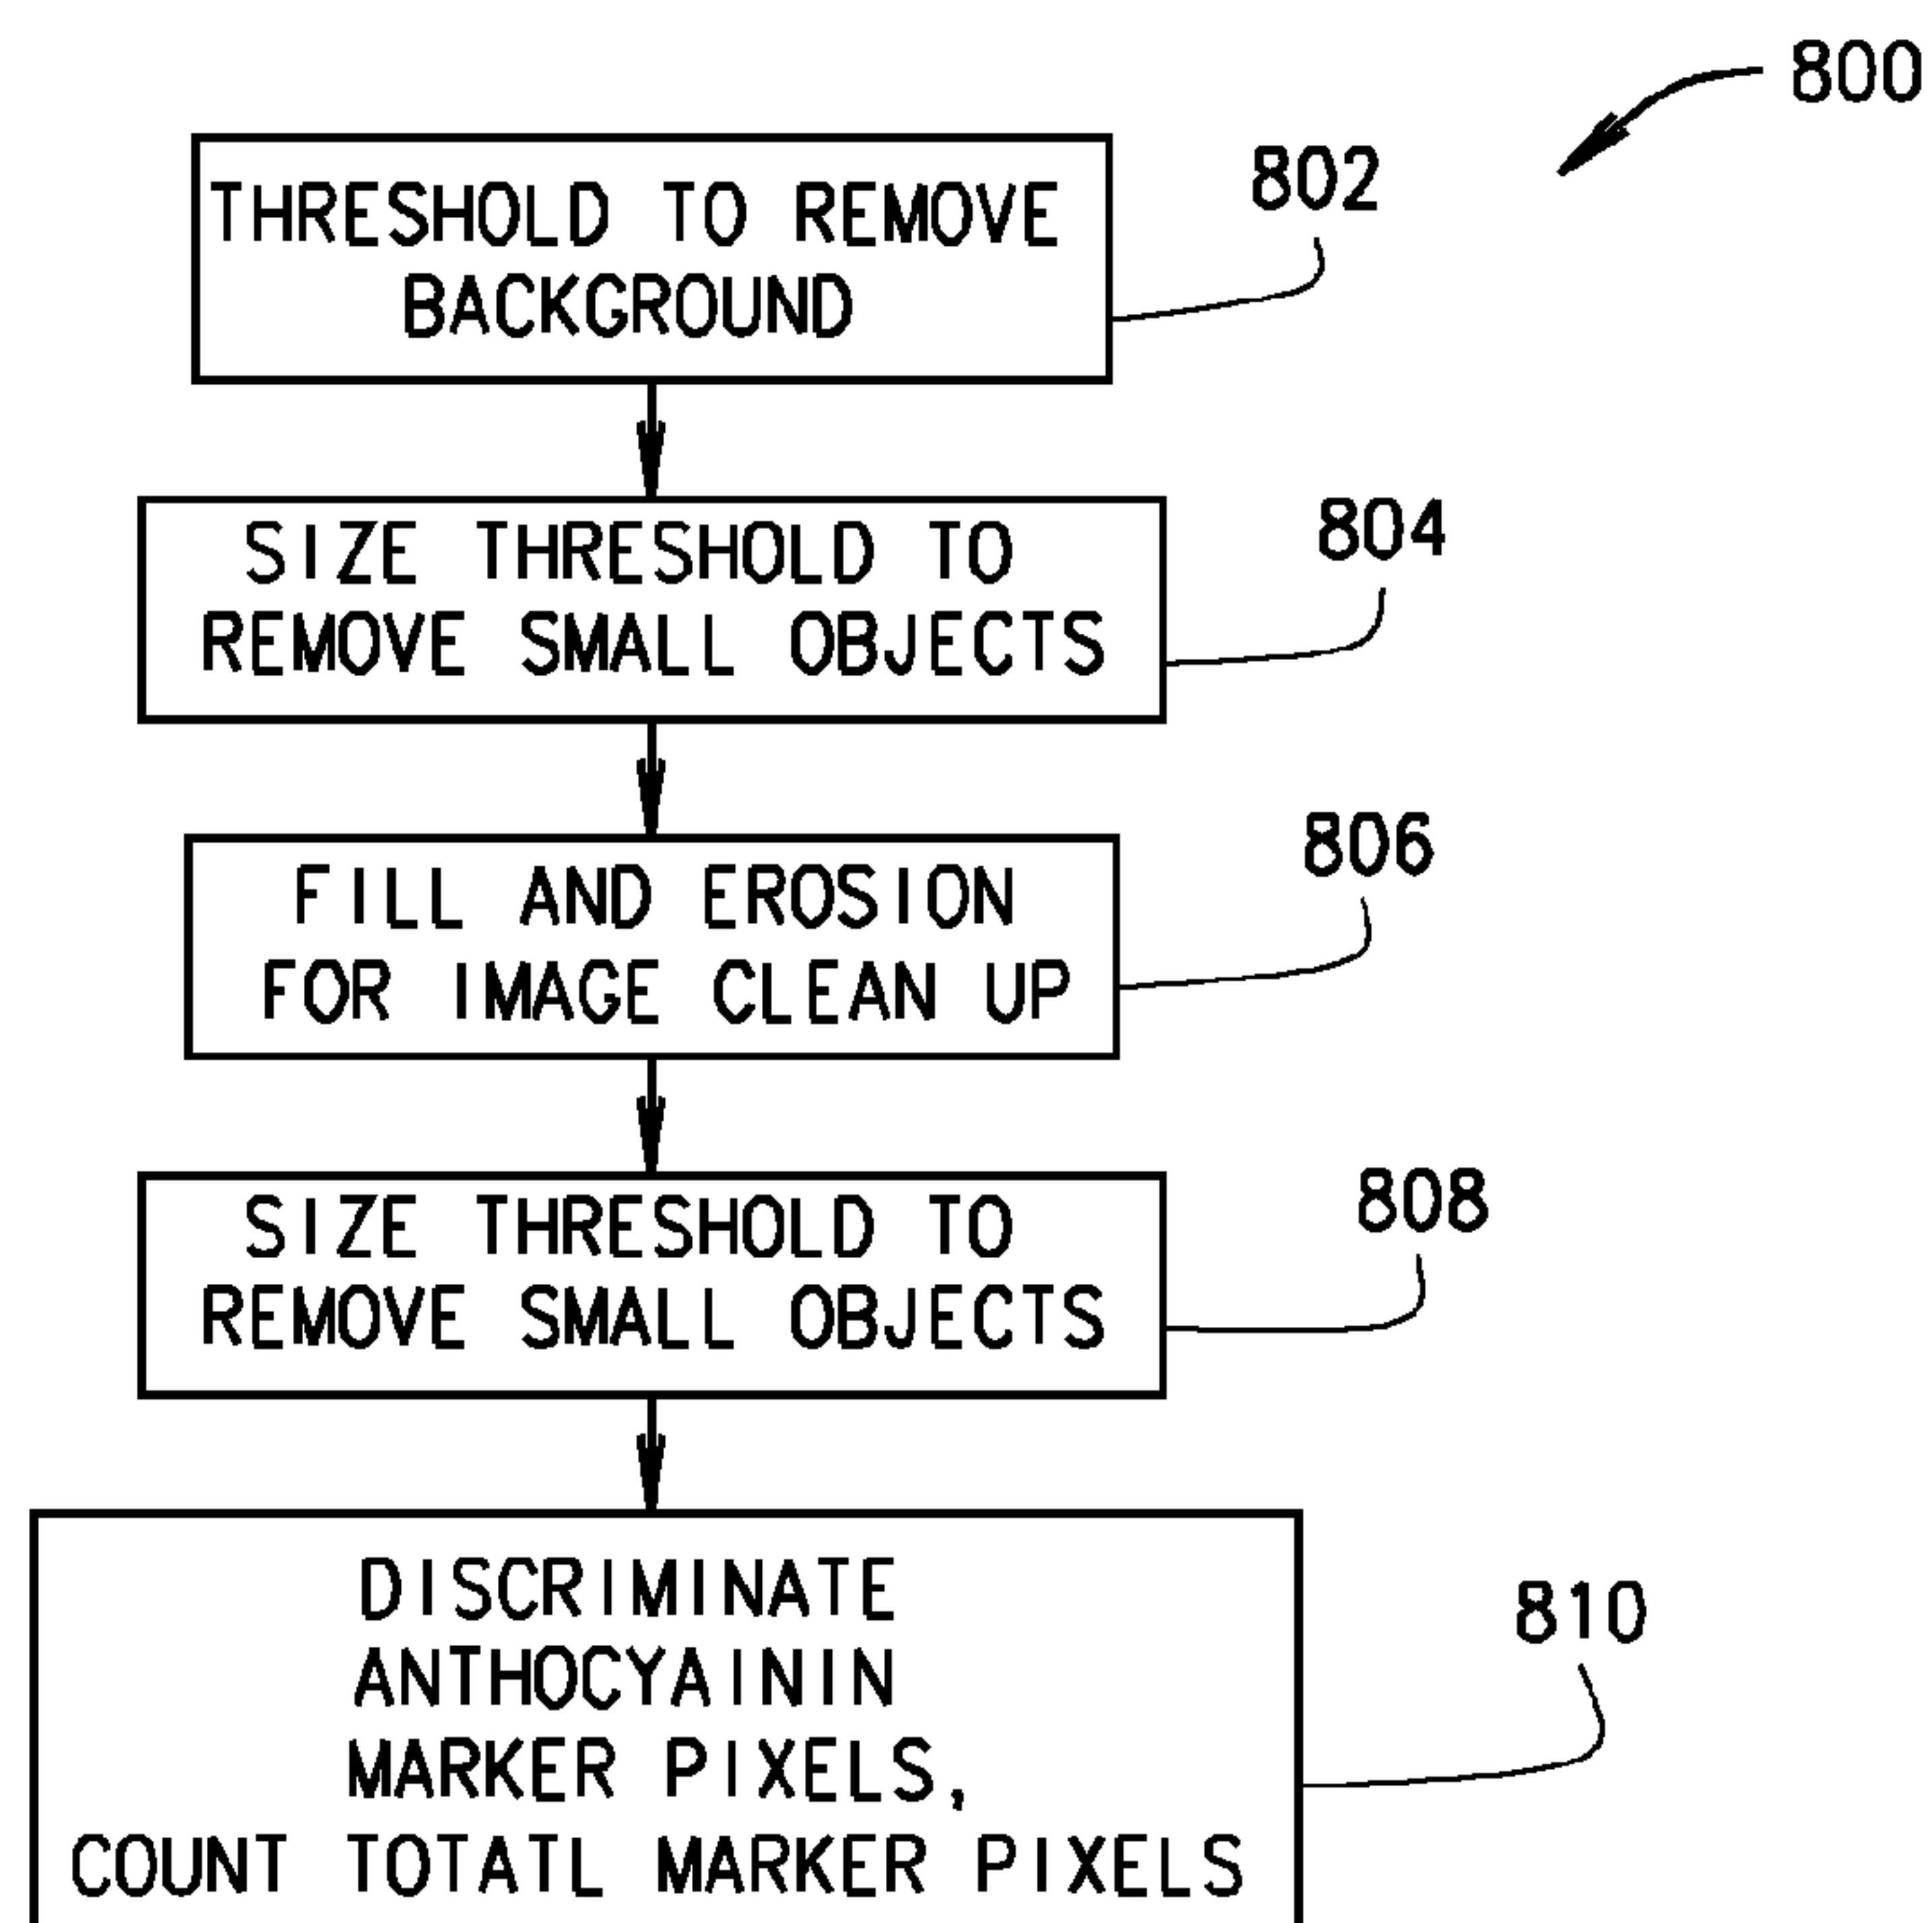 800
THRESHOLD TO REMOVE
BACKGROUND
802
SIZE THRESHOLD TO
REMOVE SMALL OBJECTS
804
FILL AND EROSION
FOR IMAGE CLEAN UP
806
SIZE THRESHOLD TO
REMOVE SMALL OBJECTS
808
DISCRIMINATE
ANTHOCYAININ
MARKER PIXELS,
COUNT TOTATL MARKER PIXELS
810